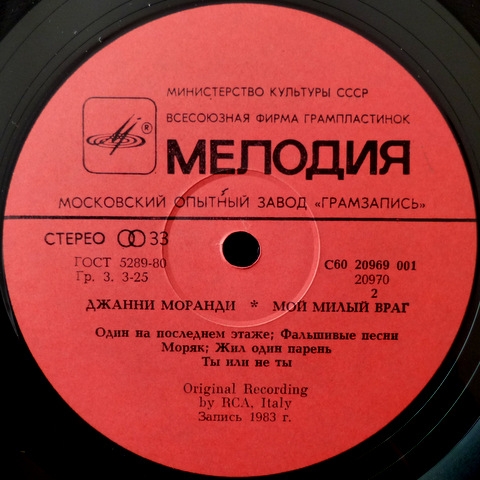 МИНИСТЕРСТВО КУЛЬТУРЫ СССР
ВСЕСОЮЗНАЯ ФИРМА ГРАМПЛАСТИНОК
®
МЕЛОДИЯ
МОСКОВСКИЙ ОПЫТНЫЙ ЗАВОД «ГРАМЗАПИСЬ»
СТЕРЕО 33
ГОСТ 5289-80
Гр. 3. 3-25
С60 20969 001
20970
2
ДЖАННИ МОРАНДИ * МОЙ МИЛЫЙ ВРАГ
Один на последнем этаже; Фальшивые песни
Моряк; Жил один парень
Ты или не ты
Original Recording
by RCA, Italy
Запись 1983 г.